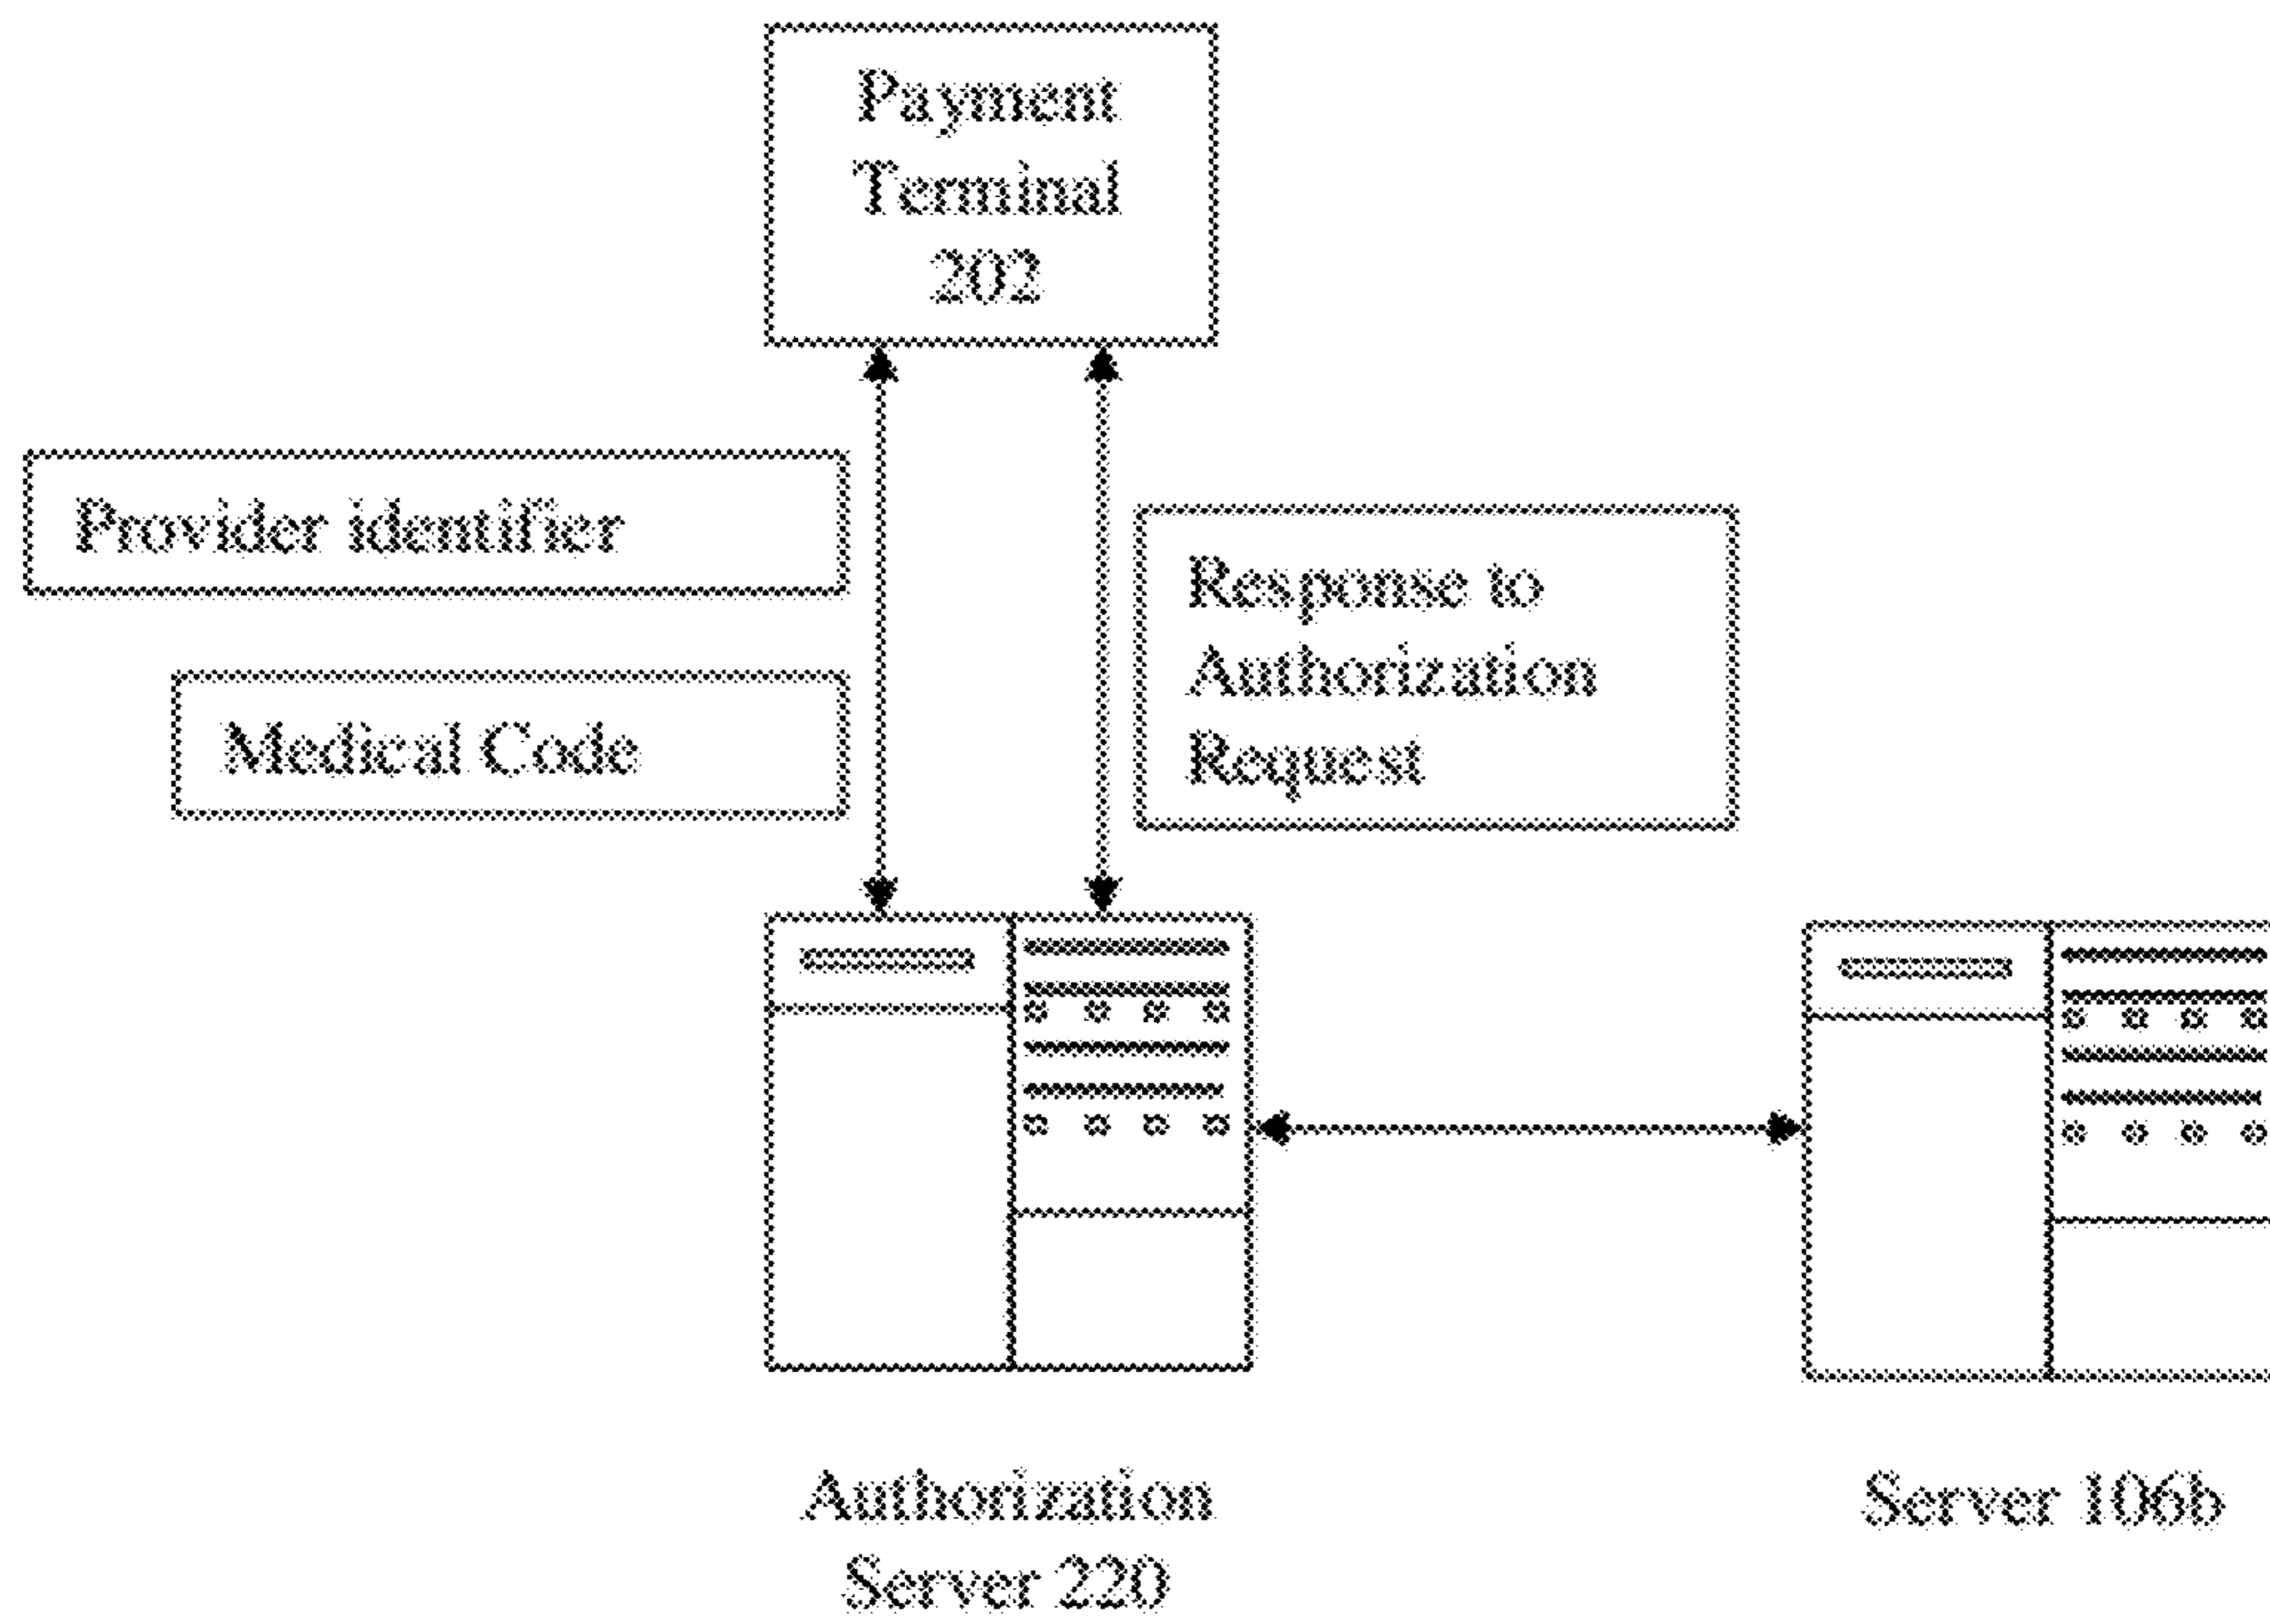 Payment
Terminal
202
Provider identifier
Response to
Authorization
Request
Medical Code
Authorization
Server 220
Server 106b